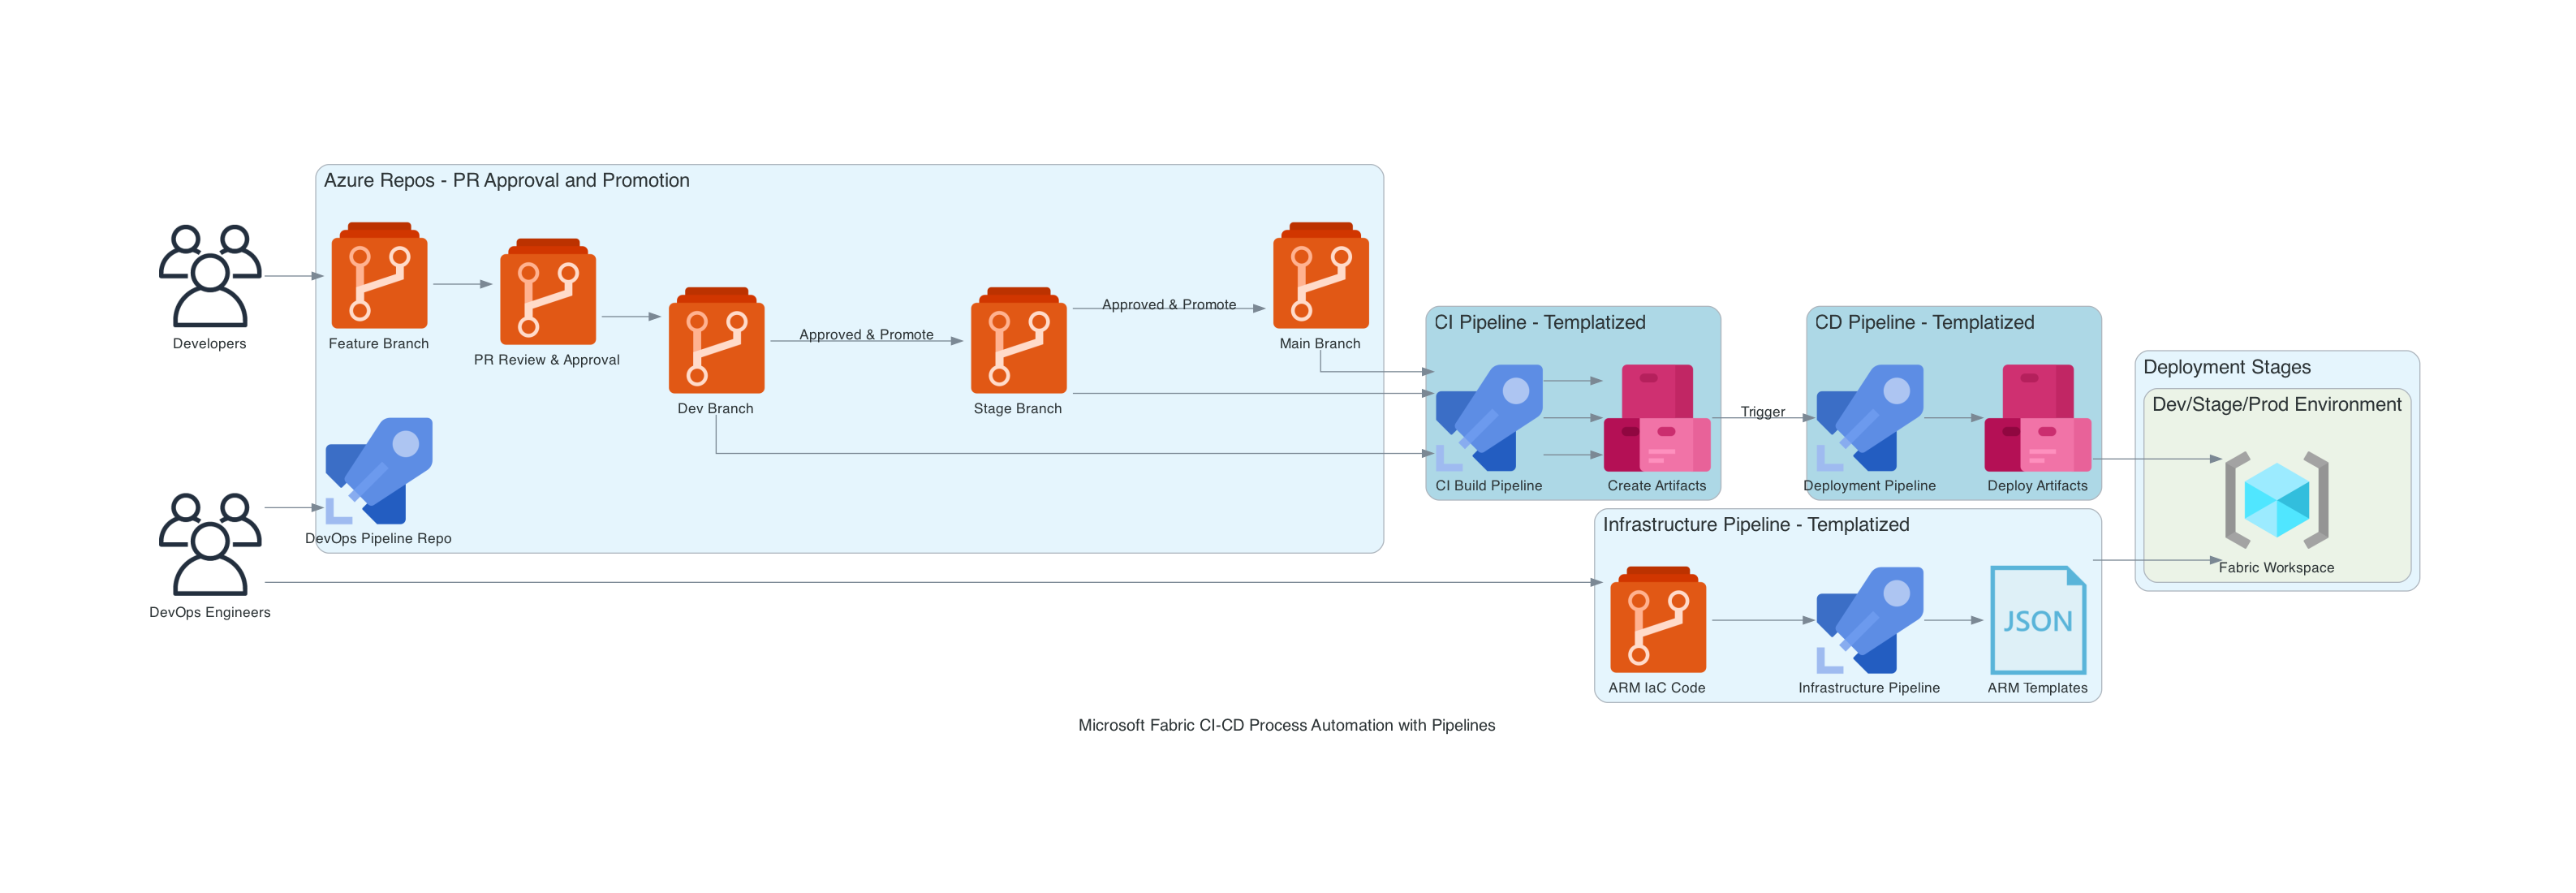 Azure Repos - PR Approval and Promotion
Developers
Feature Branch
PR Review & Approval
Dev Branch
Approved & Promote
Stage Branch
Approved & Promote
Main Branch
DevOps Pipeline Repo
DevOps Engineers
CI Pipeline - Templatized
CI Build Pipeline
Create Artifacts
Trigger
CD Pipeline - Templatized
Deployment Pipeline
Deploy Artifacts
Deployment Stages
Dev/Stage/Prod Environment
Fabric Workspace
Infrastructure Pipeline - Templatized
ARM IaC Code
Infrastructure Pipeline
JSON
ARM Templates
Microsoft Fabric CI-CD Process Automation with Pipelines